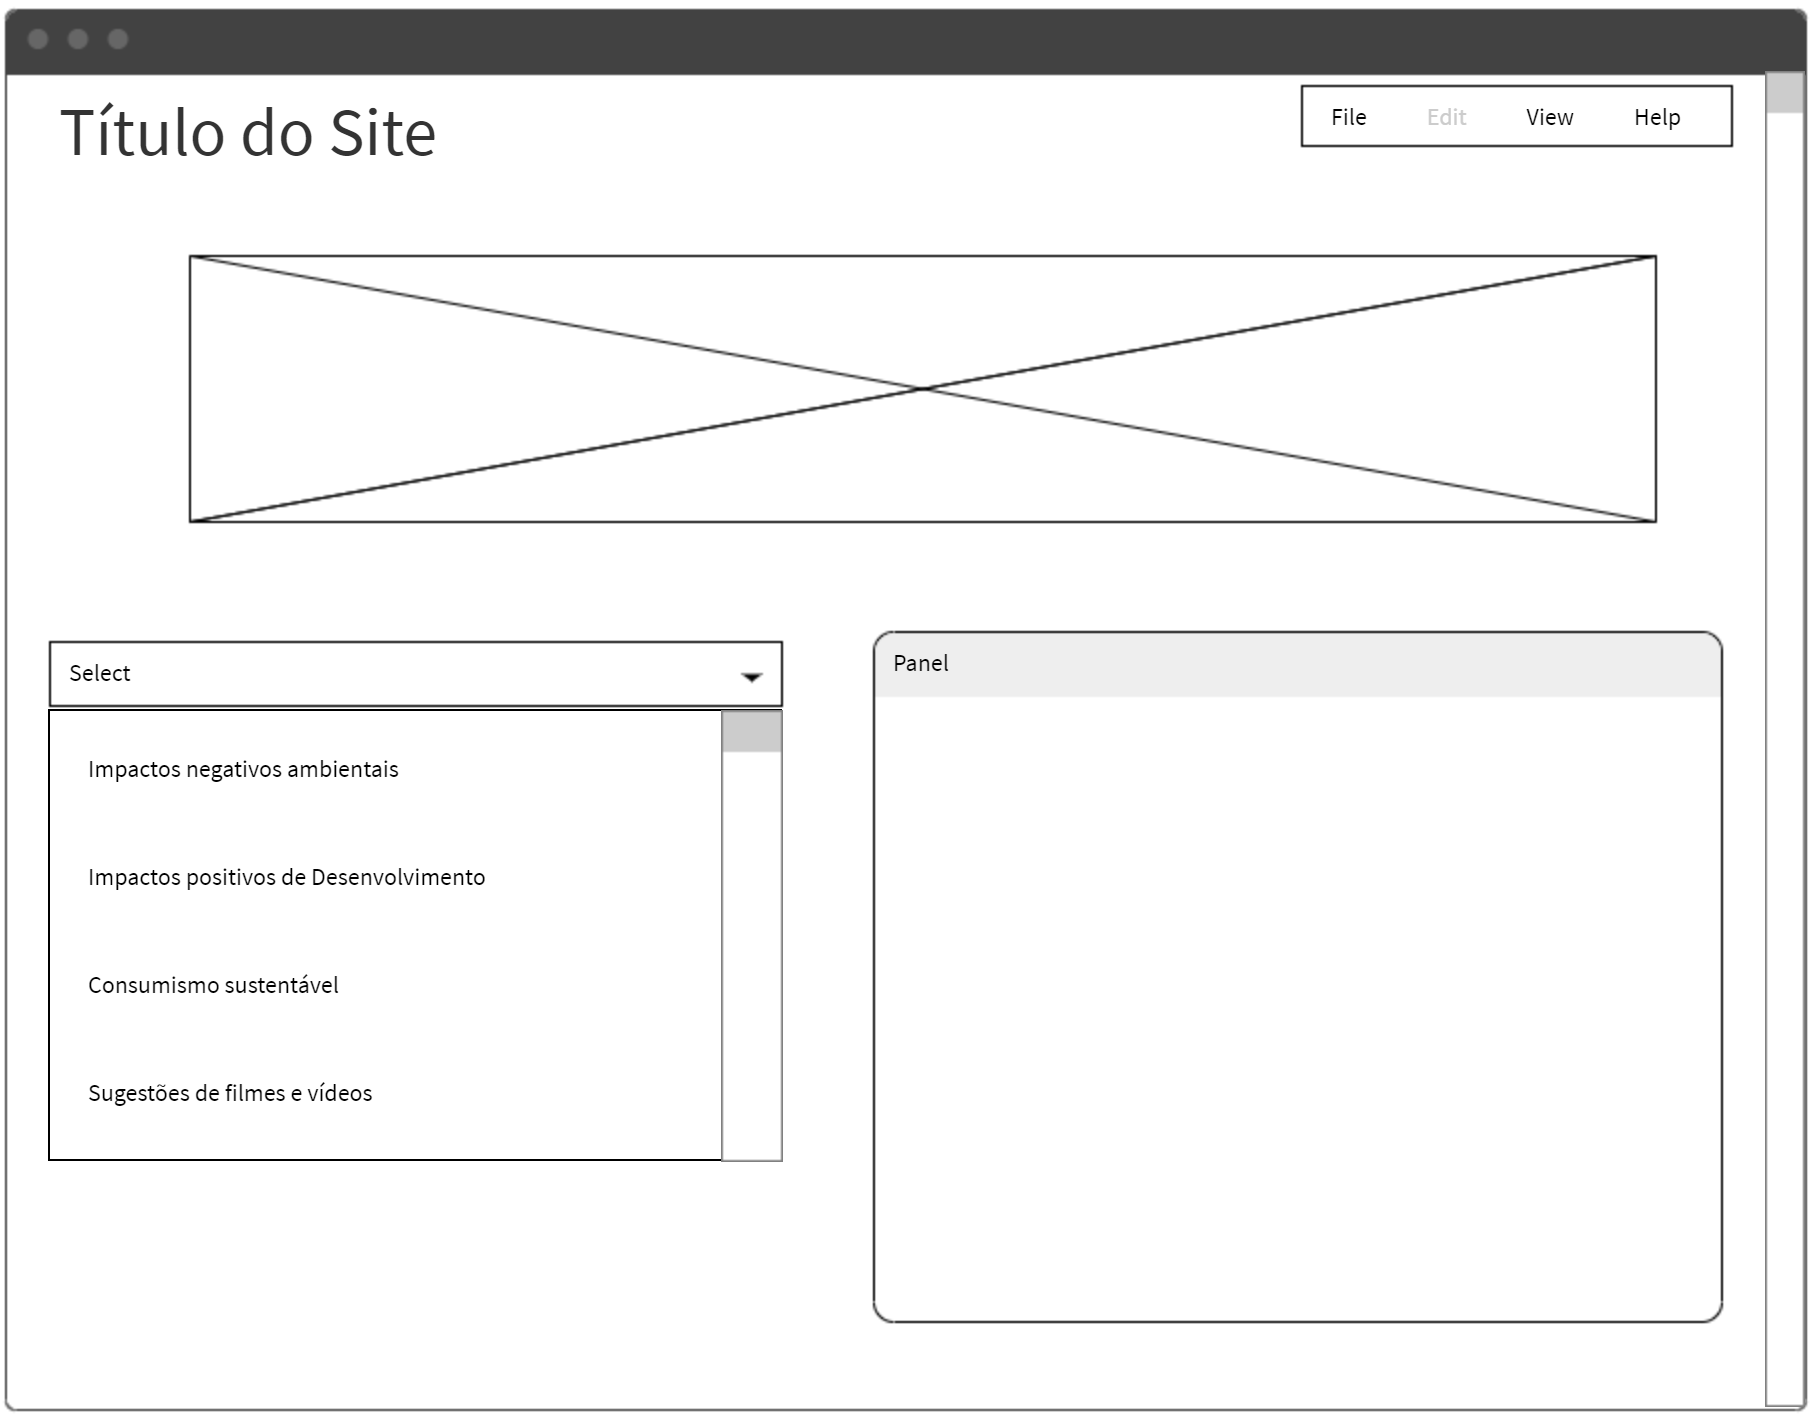 Título do Site
File Edit View Help
Select
Impactos negativos ambientais
Impactos positivos de Desenvolvimento
Consumismo sustentável
Sugestões de filmes e vídeos
Panel